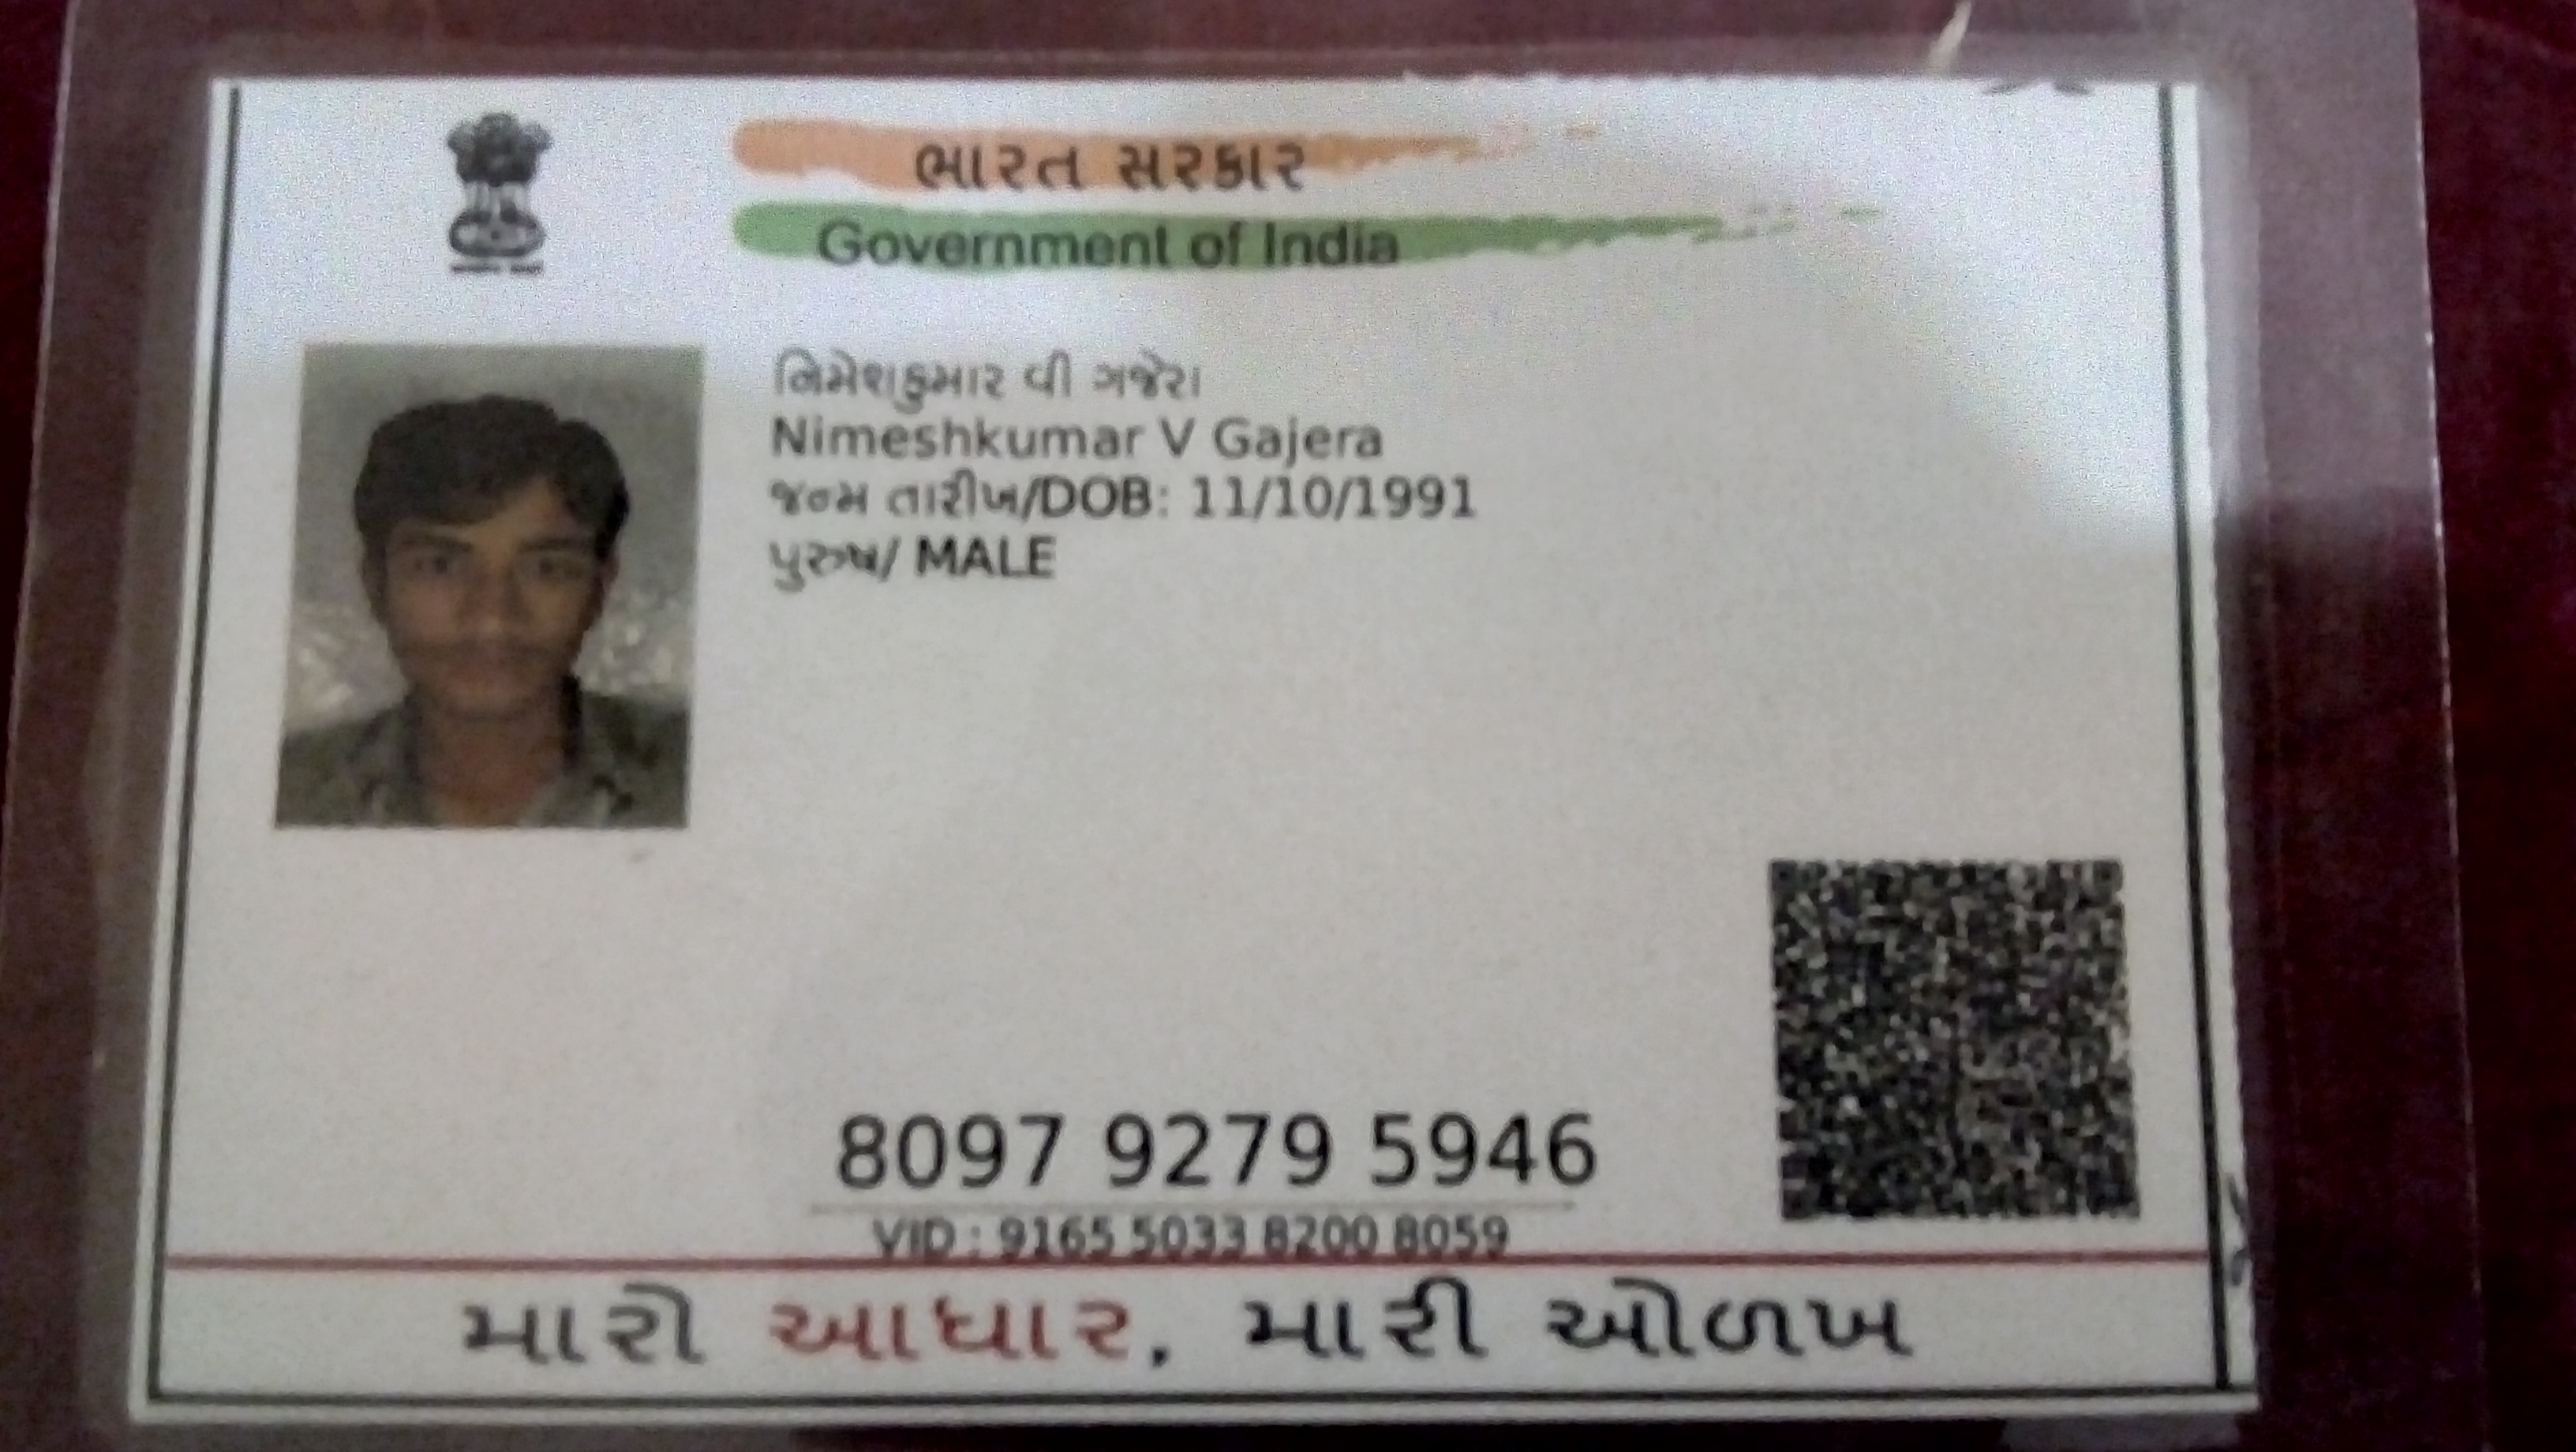 ભારત સરકાર
Government of India
નિમેશકુમાર વી ગજેરા
Nimeshkumar V Gajera
જન્મ તારીખ/DOB: 11/10/1991
પુરુષ/ MALE
8097 9279 5946
VID : 9165 5033 8200 8059
મારો આધાર, મારી ઓળખ